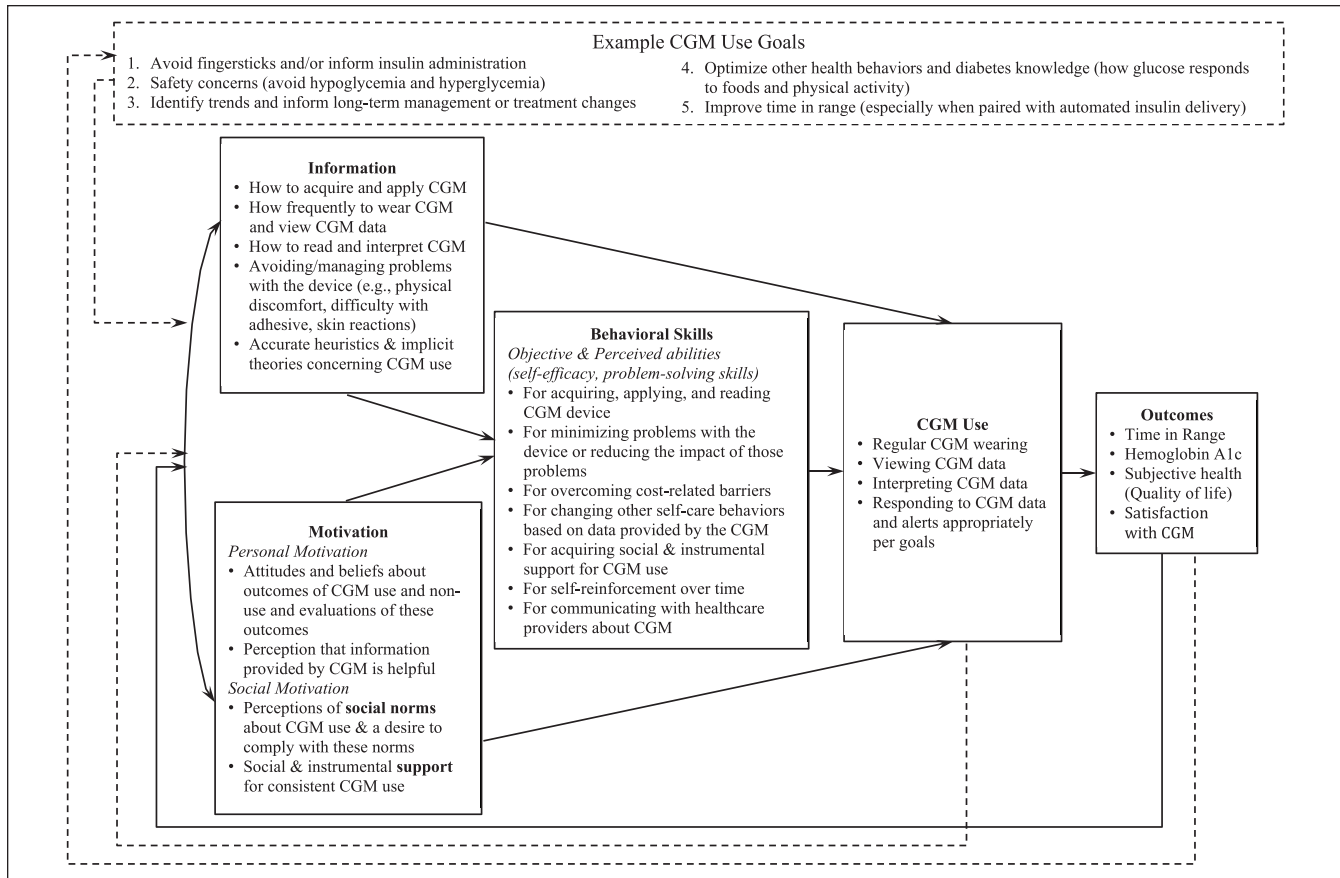 Example CGM Use Goals
1. Avoid fingersticks and/or inform insulin administration
2. Safety concerns (avoid hypoglycemia and hyperglycemia)
3. Identify trends and inform long-term management or treatment changes
4. Optimize other health behaviors and diabetes knowledge (how glucose responds
to foods and physical activity)
5. Improve time in range (especially when paired with automated insulin delivery)
Information
• How to acquire and apply CGM
• How frequently to wear CGM
and view CGM data
• How to read and interpret CGM
• Avoiding/managing problems
with the device (e.g., physical
discomfort, difficulty with
adhesive, skin reactions)
• Accurate heuristics & implicit
theories concerning CGM use
Motivation
Personal Motivation
• Attitudes and beliefs about
outcomes of CGM use and non-
use and evaluations of these
outcomes
• Perception that information
provided by CGM is helpful
Social Motivation
• Perceptions of social norms
about CGM use & a desire to
comply with these norms
• Social & instrumental support
for consistent CGM use
Behavioral Skills
Objective & Perceived abilities
(self-efficacy, problem-solving skills)
• For acquiring, applying, and reading
CGM device
• For minimizing problems with the
device or reducing the impact of those
problems
• For overcoming cost-related barriers
• For changing other self-care behaviors
based on data provided by the CGM
• For acquiring social & instrumental
support for CGM use
• For self-reinforcement over time
• For communicating with healthcare
providers about CGM
CGM Use
• Regular CGM wearing
• Viewing CGM data
• Interpreting CGM data
• Responding to CGM data
and alerts appropriately
per goals
Outcomes
• Time in Range
• Hemoglobin A1c
• Subjective health
(Quality of life)
• Satisfaction
with CGM